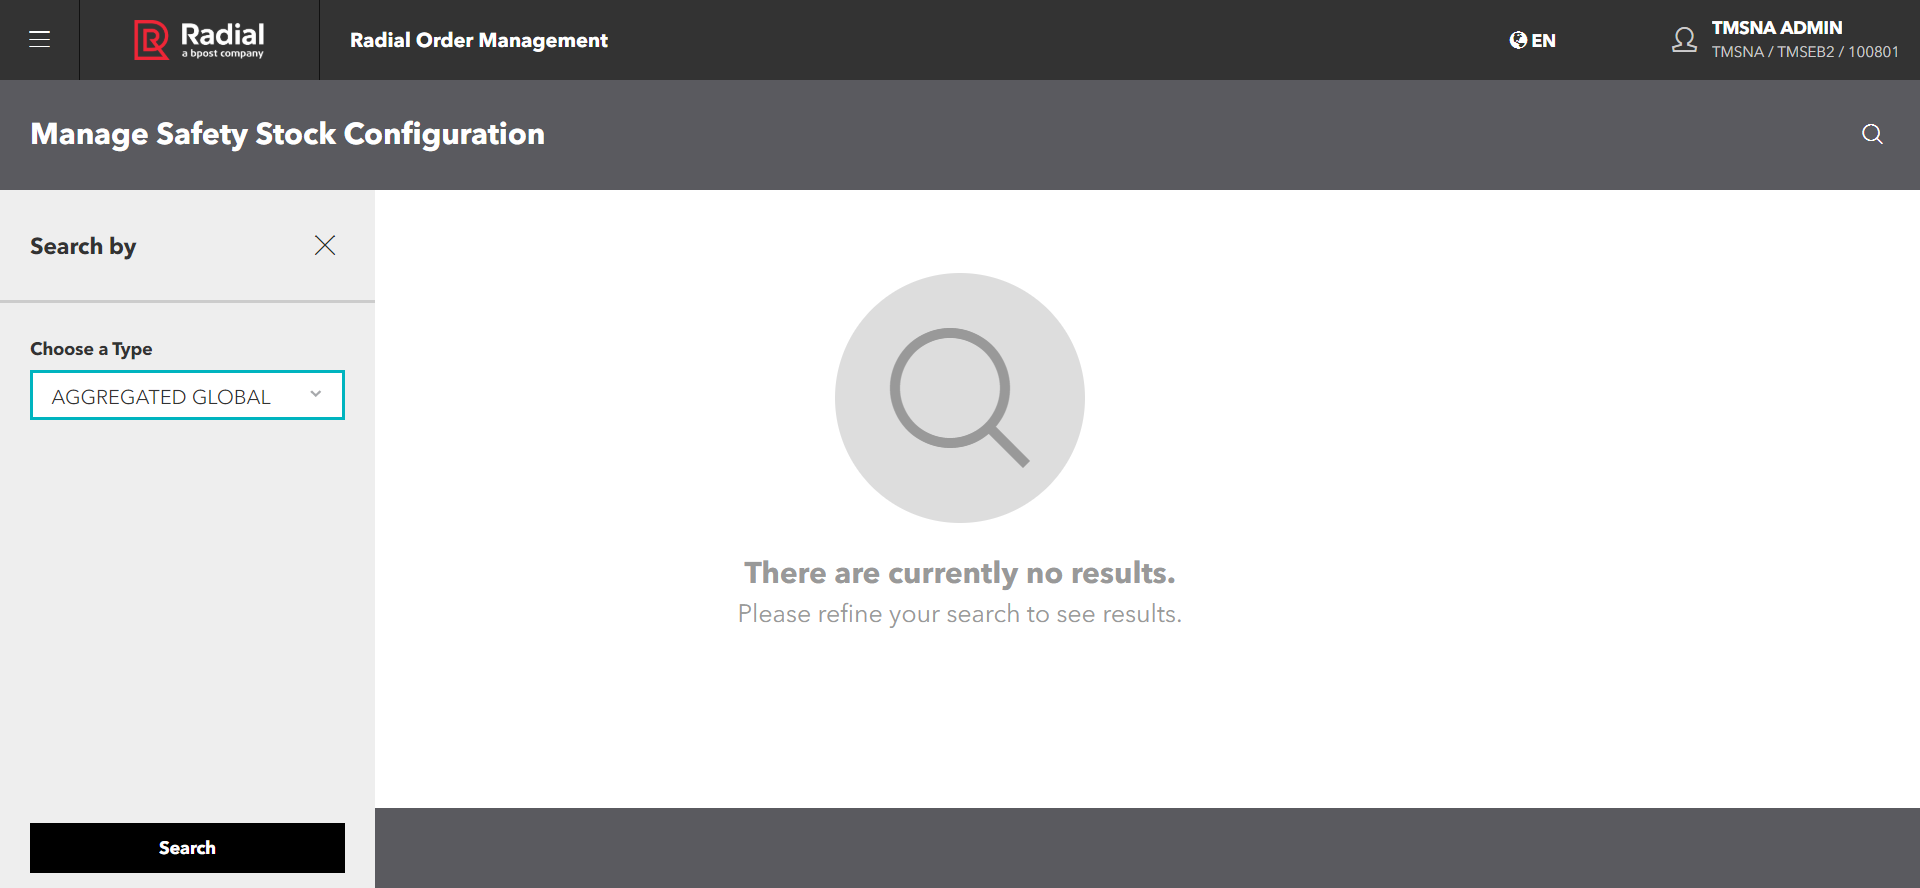 Radial
a bpost company
Radial Order Management
EN
TMSNA ADMIN
TMSNA / TMSEB2 / 100801
Manage Safety Stock Configuration
Search by
Choose a Type
AGGREGATED GLOBAL
There are currently no results.
Please refine your search to see results.
Search